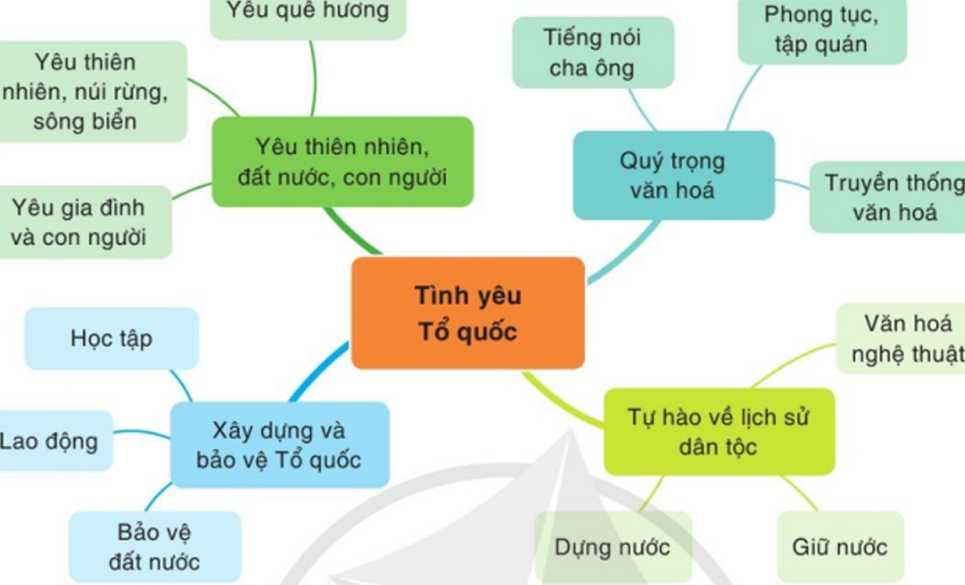 Yêu quê hương
Yêu thiên
nhiên, núi rừng,
sông biển
Yêu thiên nhiên,
đất nước, con người
Yêu gia đình
và con người
Tiếng nói
cha ông
Phong tục,
tập quán
Quý trọng
văn hoá
Truyền thống
văn hoá
Tình yêu
Tổ quốc
Học tập
Lao động
Xây dựng và
bảo vệ Tổ quốc
Bảo vệ
đất nước
Văn hoá
nghệ thuật
Tự hào về lịch sử
dân tộc
Dựng nước
Giữ nước